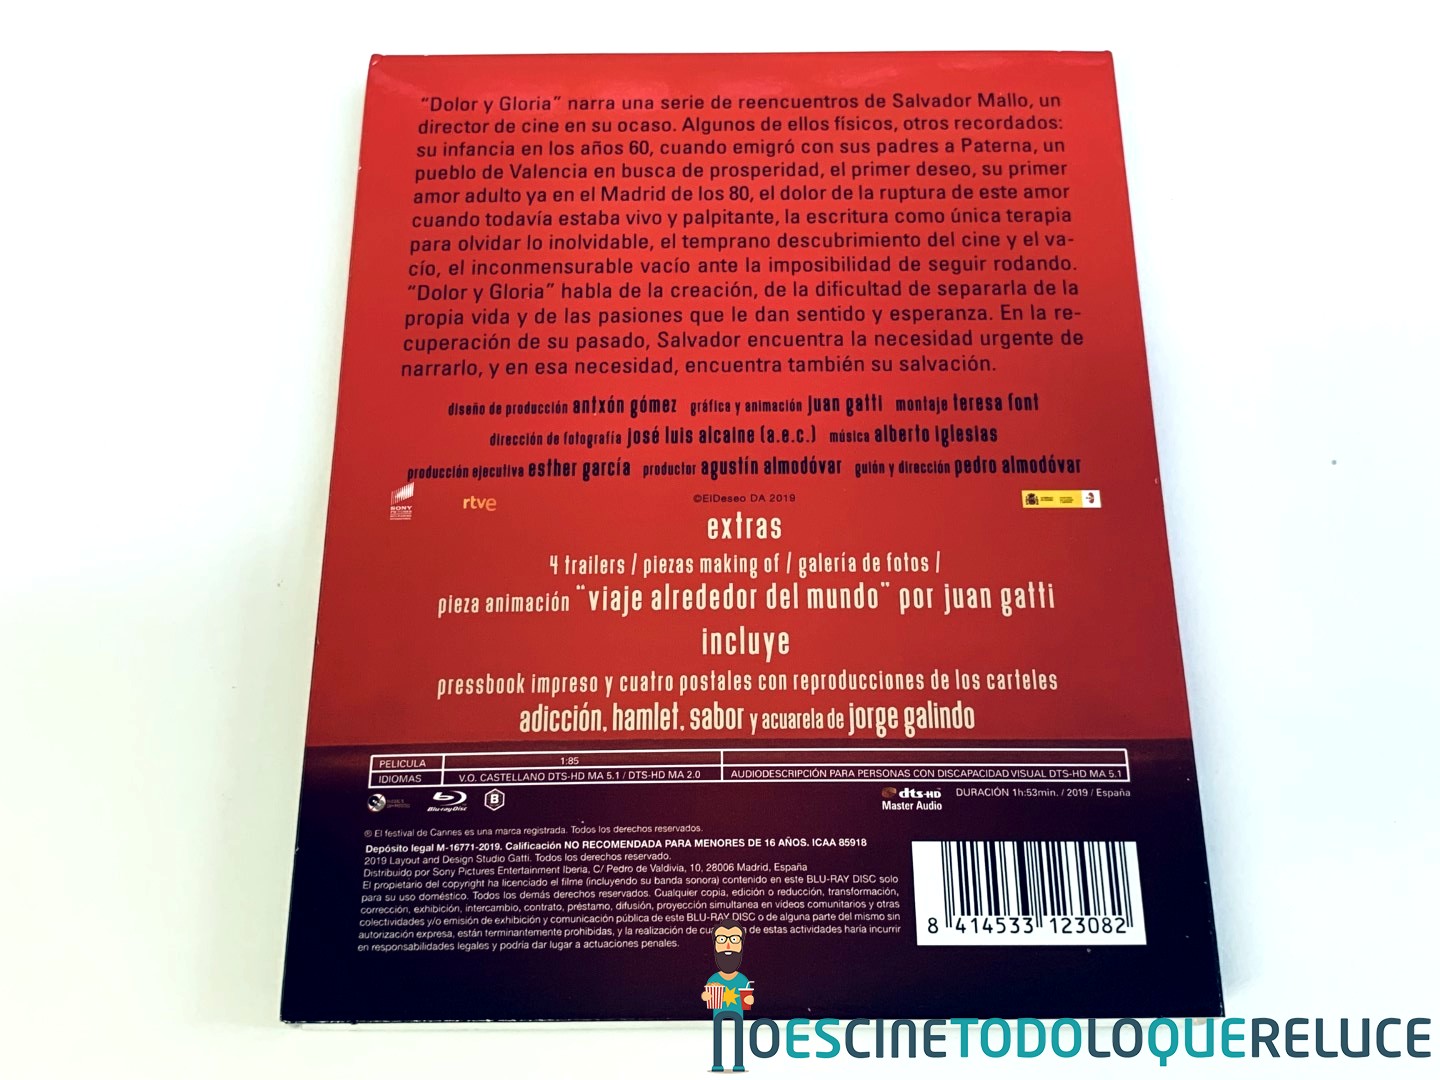 “Dolor y Gloria” narra una serie de reencuentros de Salvador Mallo, un
director de cine en su ocaso. Algunos de ellos físicos, otros recordados:
su infancia en los años 60, cuando emigró con sus padres a Paterna, un
pueblo de Valencia en busca de prosperidad, el primer deseo, su primer
amor adulto ya en el Madrid de los 80, el dolor de la ruptura de este amor
cuando todavía estaba vivo y palpitante, la escritura como única terapia
para olvidar lo inolvidable, el temprano descubrimiento del cine y el va-
cío, el inconmensurable vacío ante la imposibilidad de seguir rodando.
“Dolor y Gloria” habla de la creación, de la dificultad de separarla de la
propia vida y de las pasiones que le dan sentido y esperanza. En la re-
cuperación de su pasado, Salvador encuentra la necesidad urgente de
narrarlo, y en esa necesidad, encuentra también su salvación.
diseño de producción antxón gómez gráfica y animación juan gatti montaje teresa font
dirección de fotografía josé luis alcaine (a.e.c.) música alberto iglesias
producción ejecutiva esther garcía productor agustín almodóvar guión y dirección pedro almodóvar
SONY
rtve
©ElDeseo DA 2019
extras
4 trailers / piezas making of / galería de fotos /
pieza animación “viaje alrededor del mundo” por juan gatti
incluye
pressbook impreso y cuatro postales con reproducciones de los carteles
adicción, hamlet, sabor y acuarela de jorge galindo
PELICULA 1:85
IDIOMAS V.O. CASTELLANO DTS-HD MA 5.1 / DTS-HD MA 2.0 AUDIODESCRIPCIÓN PARA PERSONAS CON DISCAPACIDAD VISUAL DTS-HD MA 5.1
Blu-ray Disc B dts-HD Master Audio DURACIÓN 1h:53min. / 2019 / España
® El festival de Cannes es una marca registrada. Todos los derechos reservados.
Depósito legal M-16771-2019. Calificación NO RECOMENDADA PARA MENORES DE 16 AÑOS. ICAA 85918
2019 Layout and Design Studio Gatti. Todos los derechos reservados.
Distribuido por Sony Pictures Entertainment Iberia, C/ Pedro de Valdivia, 10, 28006 Madrid, España
El propietario del copyright ha licenciado el filme (incluyendo su banda sonora) contenido en este BLU-RAY DISC solo
para su uso doméstico. Todos los demás derechos reservados. Cualquier copia, edición o reducción, transformación,
corrección, exhibición, intercambio, contrato, préstamo, difusión, proyección simultanea en vídeos comunitarios y otras
colectividades y/o emisión de exhibición y comunicación pública de este BLU-RAY DISC o de alguna parte del mismo sin
autorización expresa, están terminantemente prohibidas, y la realización de cua de estas actividades haría incurrir
en responsabilidades legales y podría dar lugar a actuaciones penales.
8 414533 123082
NOESCINETODOLOQUERELUCE